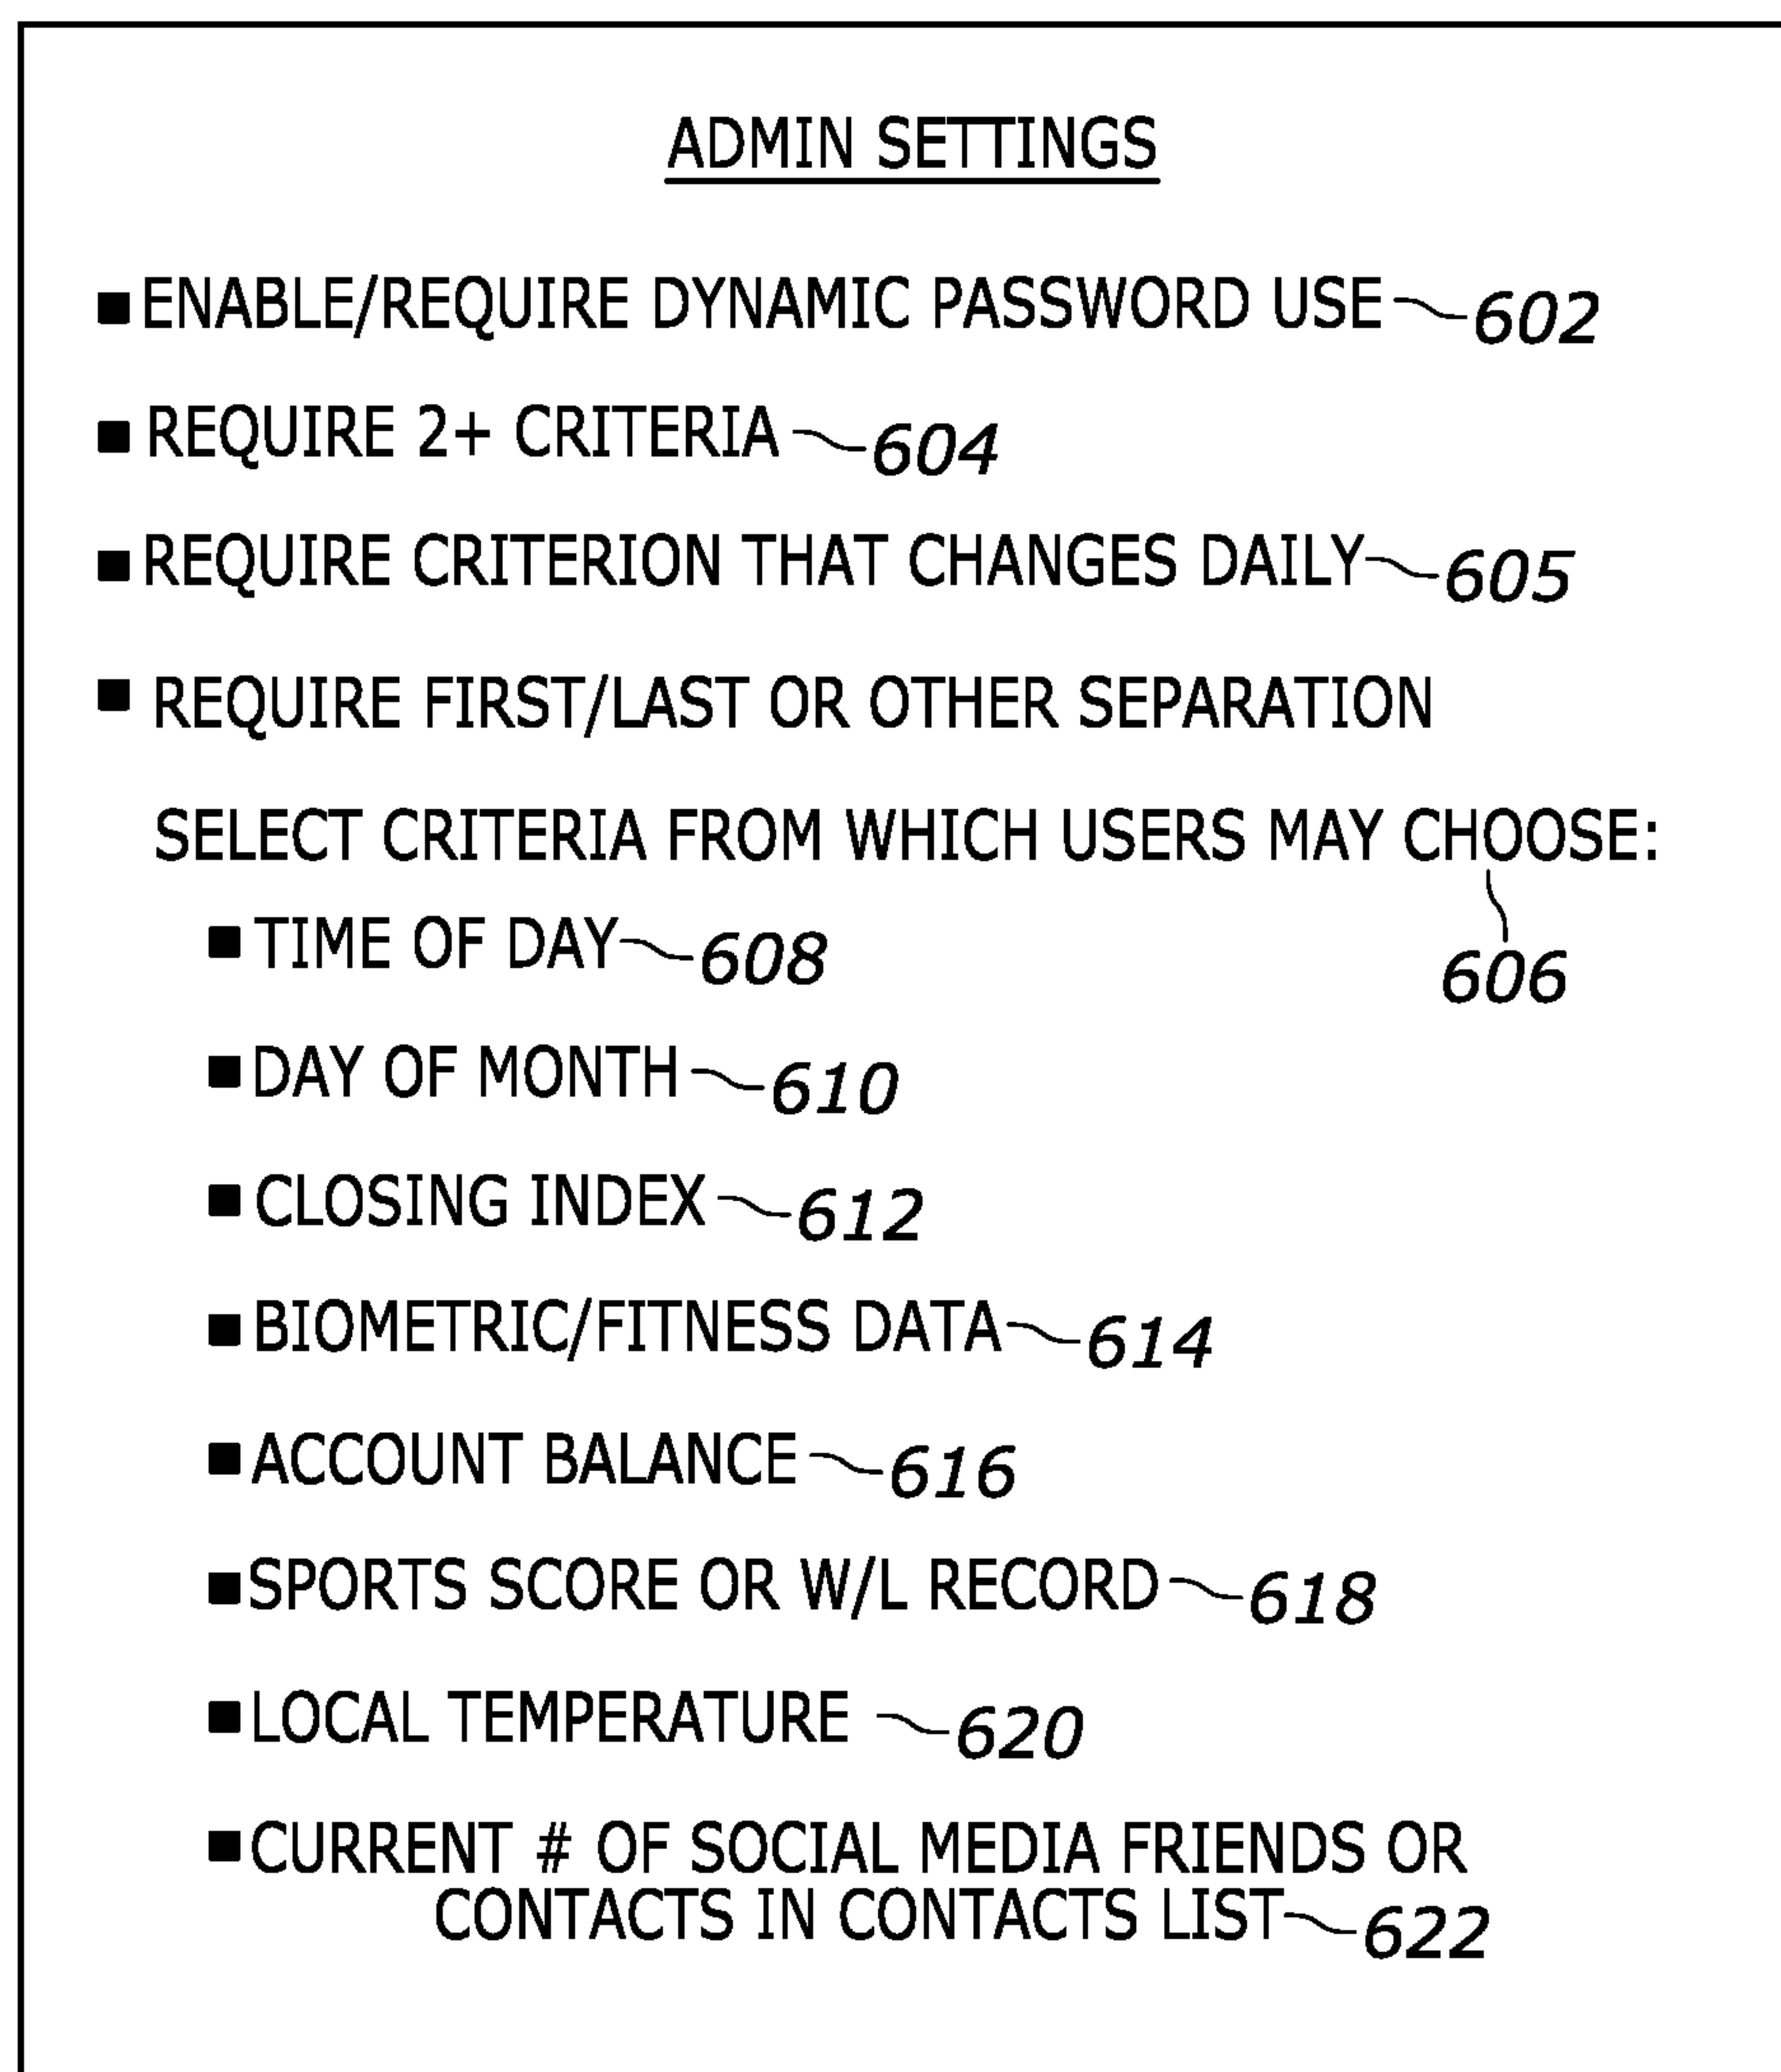 ADMIN SETTINGS
ENABLE/REQUIRE DYNAMIC PASSWORD USE 602
REQUIRE 2+ CRITERIA 604
REQUIRE CRITERION THAT CHANGES DAILY 605
REQUIRE FIRST/LAST OR OTHER SEPARATION
SELECT CRITERIA FROM WHICH USERS MAY CHOOSE:
606
TIME OF DAY 608
DAY OF MONTH 610
CLOSING INDEX 612
BIOMETRIC/FITNESS DATA 614
ACCOUNT BALANCE 616
SPORTS SCORE OR W/L RECORD 618
LOCAL TEMPERATURE 620
CURRENT # OF SOCIAL MEDIA FRIENDS OR
CONTACTS IN CONTACTS LIST 622